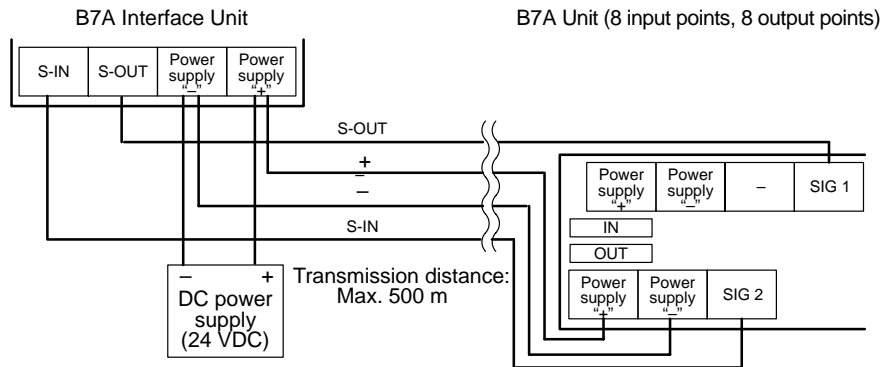 B7A Interface Unit
B7A Unit (8 input points, 8 output points)
S-IN
S-OUT
Power
supply
“–”
Power
supply
“+”
S-OUT
+
–
–
S-IN
Power
supply
“+”
Power
supply
“–”
–
SIG 1
IN
OUT
Power
supply
“+”
Power
supply
“–”
SIG 2
– +
DC power
supply
(24 VDC)
Transmission distance:
Max. 500 m